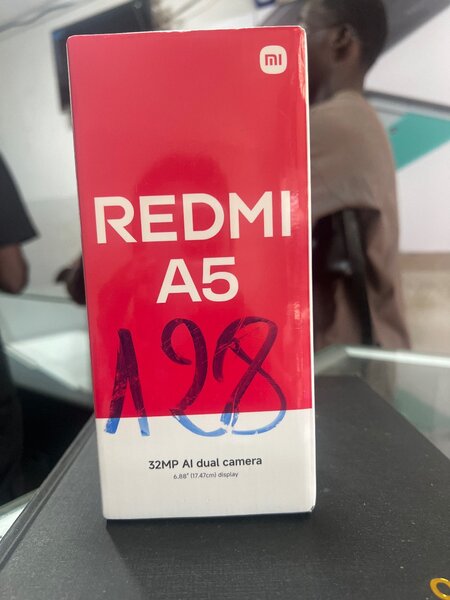 mi
REDMI
A5
128
32MP AI dual camera
6.88" (17.47cm) display